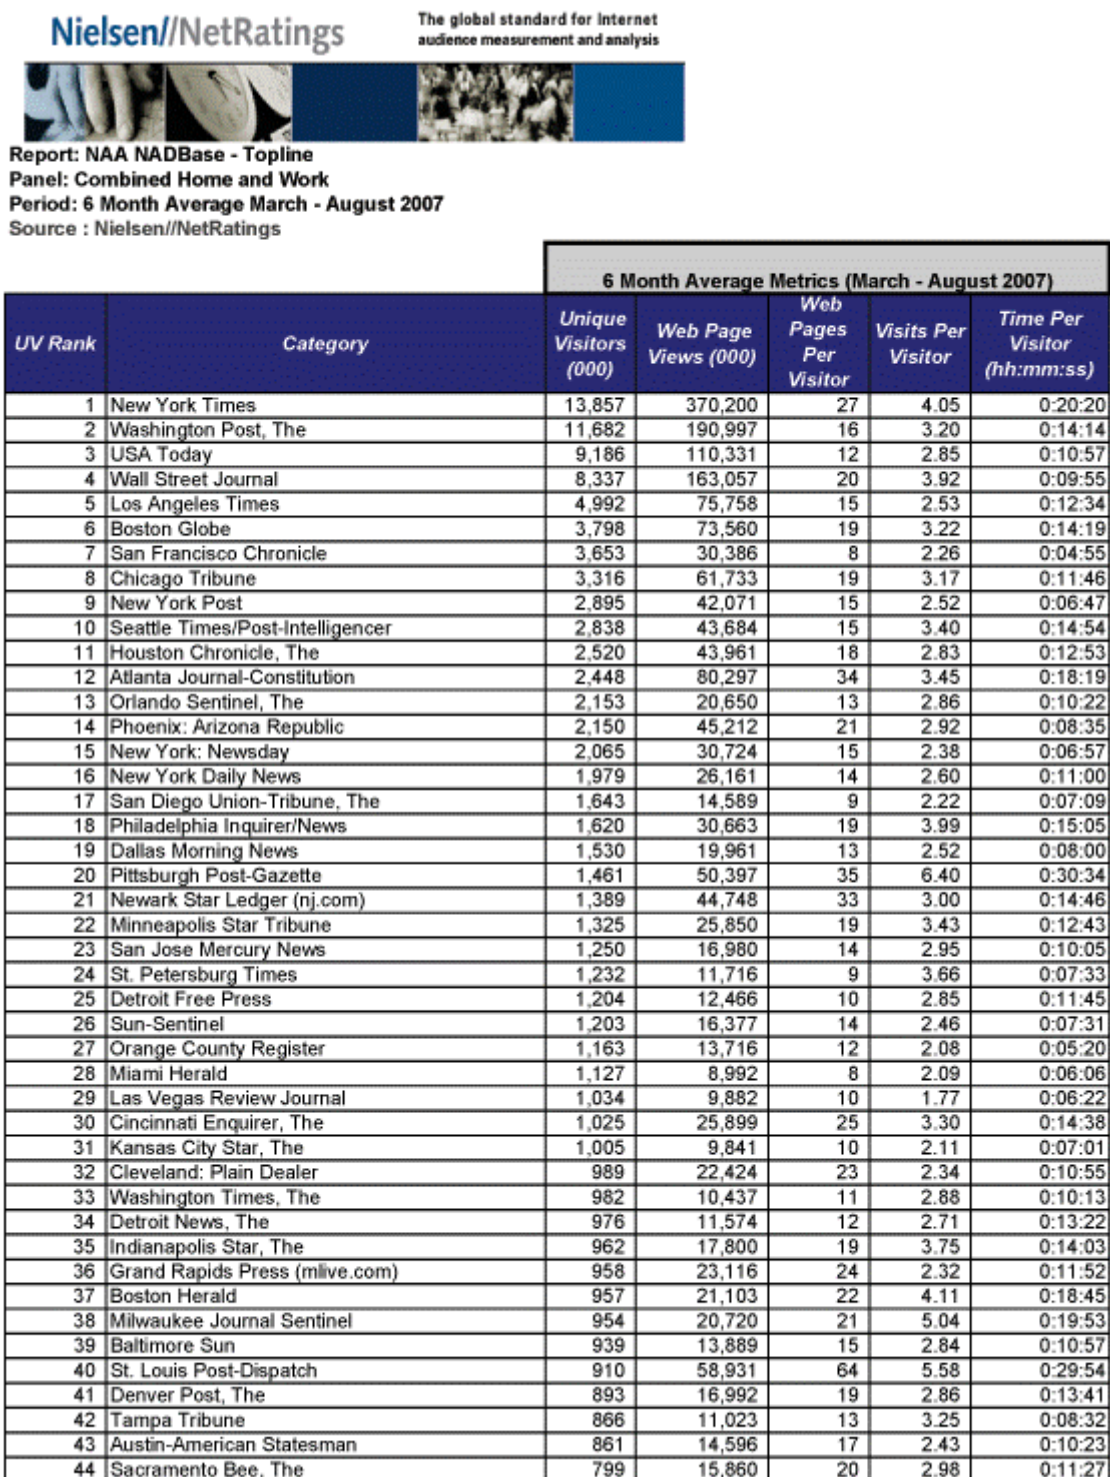 Nielsen//NetRatings
The global standard for Internet
audience measurement and analysis
Report: NAA NADBase - Topline
Panel: Combined Home and Work
Period: 6 Month Average March - August 2007
Source : Nielsen//NetRatings
6 Month Average Metrics (March - August 2007)
UV Rank Category Unique Visitors (000) Web Page Views (000) Web Pages Per Visitor Visits Per Visitor Time Per Visitor (hh:mm:ss)
1 New York Times 13,857 370,200 27 4.05 0:20:20
2 Washington Post, The 11,682 190,997 16 3.20 0:14:14
3 USA Today 9,186 110,331 12 2.85 0:10:57
4 Wall Street Journal 8,337 163,057 20 3.92 0:09:55
5 Los Angeles Times 4,992 75,758 15 2.53 0:12:34
6 Boston Globe 3,798 73,560 19 3.22 0:14:19
7 San Francisco Chronicle 3,653 30,386 8 2.26 0:04:55
8 Chicago Tribune 3,316 61,733 19 3.17 0:11:46
9 New York Post 2,895 42,071 15 2.52 0:06:47
10 Seattle Times/Post-Intelligencer 2,838 43,684 15 3.40 0:14:54
11 Houston Chronicle, The 2,520 43,961 18 2.83 0:12:53
12 Atlanta Journal-Constitution 2,448 80,297 34 3.45 0:18:19
13 Orlando Sentinel, The 2,153 20,650 13 2.86 0:10:22
14 Phoenix: Arizona Republic 2,150 45,212 21 2.92 0:08:35
15 New York: Newsday 2,065 30,724 15 2.38 0:06:57
16 New York Daily News 1,979 26,161 14 2.60 0:11:00
17 San Diego Union-Tribune, The 1,643 14,589 9 2.22 0:07:09
18 Philadelphia Inquirer/News 1,620 30,663 19 3.99 0:15:05
19 Dallas Morning News 1,530 19,961 13 2.52 0:08:00
20 Pittsburgh Post-Gazette 1,461 50,397 35 6.40 0:30:34
21 Newark Star Ledger (nj.com) 1,389 44,748 33 3.00 0:14:46
22 Minneapolis Star Tribune 1,325 25,850 19 3.43 0:12:43
23 San Jose Mercury News 1,250 16,980 14 2.95 0:10:05
24 St. Petersburg Times 1,232 11,716 9 3.66 0:07:33
25 Detroit Free Press 1,204 12,466 10 2.85 0:11:45
26 Sun-Sentinel 1,203 16,377 14 2.46 0:07:31
27 Orange County Register 1,163 13,716 12 2.08 0:05:20
28 Miami Herald 1,127 8,992 8 2.09 0:06:06
29 Las Vegas Review Journal 1,034 9,882 10 1.77 0:06:22
30 Cincinnati Enquirer, The 1,025 25,899 25 3.30 0:14:38
31 Kansas City Star, The 1,005 9,841 10 2.11 0:07:01
32 Cleveland: Plain Dealer 989 22,424 23 2.34 0:10:55
33 Washington Times, The 982 10,437 11 2.88 0:10:13
34 Detroit News, The 976 11,574 12 2.71 0:13:22
35 Indianapolis Star, The 962 17,800 19 3.75 0:14:03
36 Grand Rapids Press (mlive.com) 958 23,116 24 2.32 0:11:52
37 Boston Herald 957 21,103 22 4.11 0:18:45
38 Milwaukee Journal Sentinel 954 20,720 21 5.04 0:19:53
39 Baltimore Sun 939 13,889 15 2.84 0:10:57
40 St. Louis Post-Dispatch 910 58,931 64 5.58 0:29:54
41 Denver Post, The 893 16,992 19 2.86 0:13:41
42 Tampa Tribune 866 11,023 13 3.25 0:08:32
43 Austin-American Statesman 861 14,596 17 2.43 0:10:23
44 Sacramento Bee, The 799 15,860 20 2.98 0:11:27